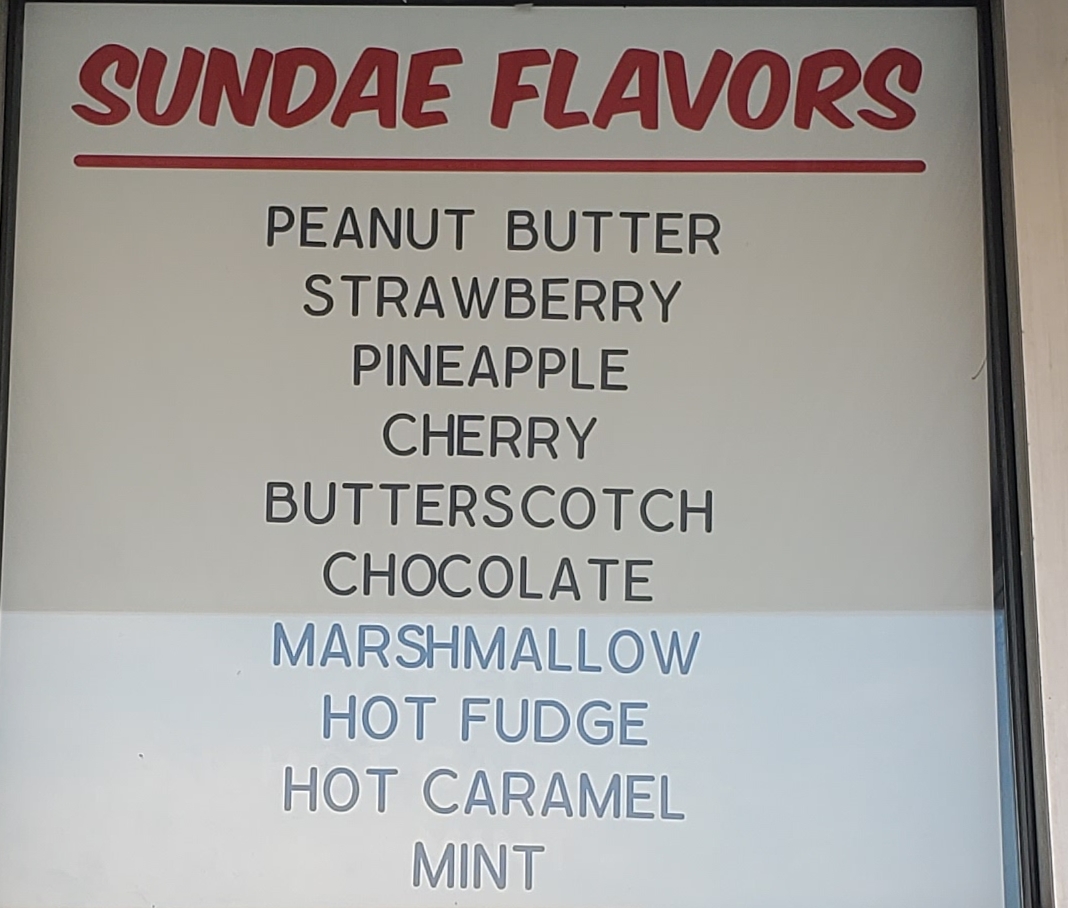 SUNDAE FLAVORS
PEANUT BUTTER
STRAWBERRY
PINEAPPLE
CHERRY
BUTTERSCOTCH
CHOCOLATE
MARSHMALLOW
HOT FUDGE
HOT CARAMEL
MINT